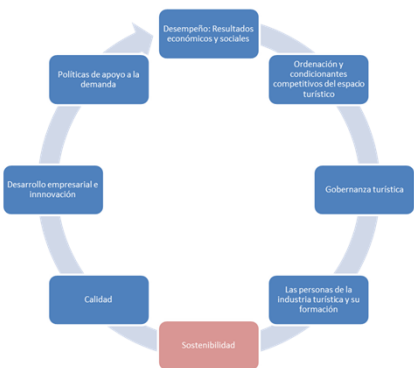 Desempeño: Resultados
económicos y sociales
Ordenación y
condicionantes
competitivos del espacio
turístico
Gobernanza turística
Las personas de la
industria turística y su
formación
Sostenibilidad
Calidad
Desarrollo empresarial e
innnovación
Políticas de apoyo a la
demanda